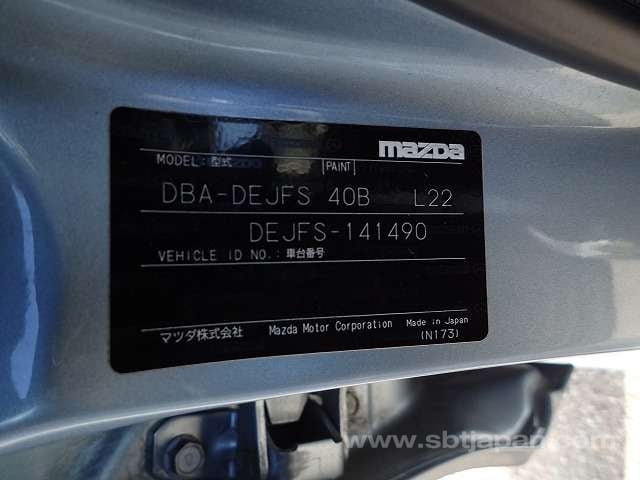 mazda
MODEL: 型式 PAINT
DBA-DEJFS 40B L22
DEJFS-141490
VEHICLE ID NO.: 車台番号
マツダ株式会社 Mazda Motor Corporation Made in Japan
(N173)
www.sbtjapan.com